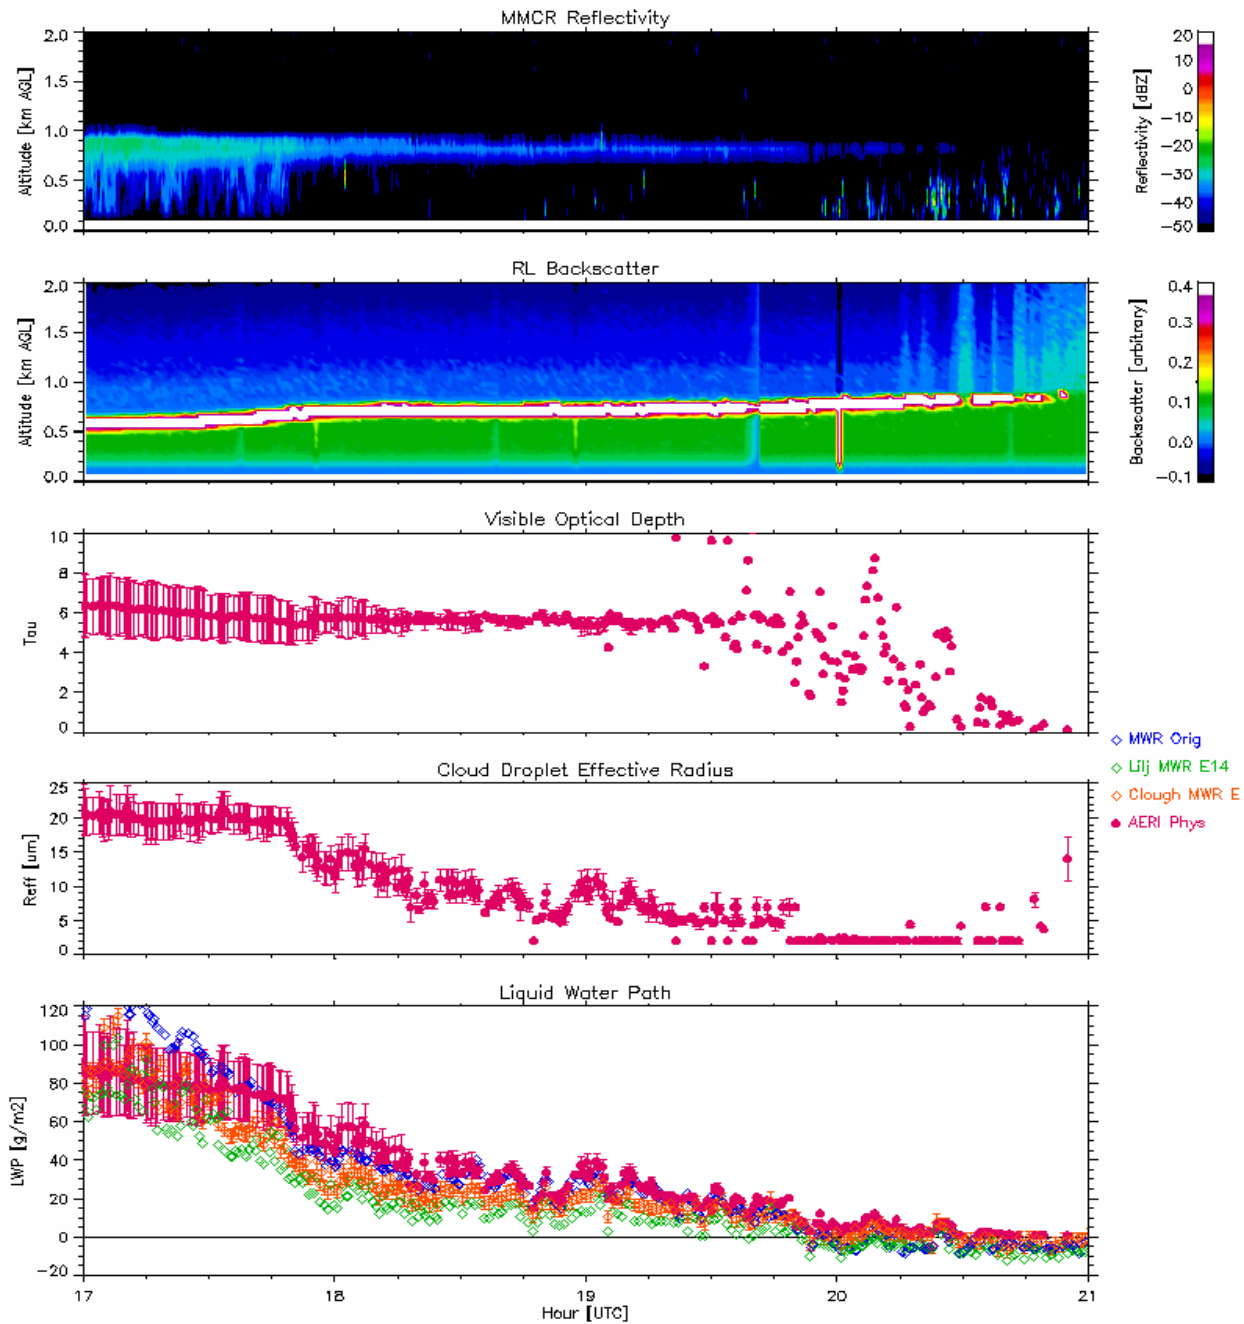 MMCR Reflectivity
2.0
1.5
1.0
0.5
0.0
Altitude [km AGL]
20
10
0
−10
−20
−30
−40
−50
Reflectivity [dBZ]
RL Backscatter
2.0
1.5
1.0
0.5
0.0
Altitude [km AGL]
0.4
0.3
0.2
0.1
0.0
−0.1
Backscatter [arbitrary]
Visible Optical Depth
10
8
6
4
2
0
Tau
MWR Orig
Lilj MWR E14
Clough MWR E
AERI Phys
Cloud Droplet Effective Radius
25
20
15
10
5
0
Reff [um]
Liquid Water Path
120
100
80
60
40
20
0
−20
LWP [g/m2]
17 18 19 20 21
Hour [UTC]